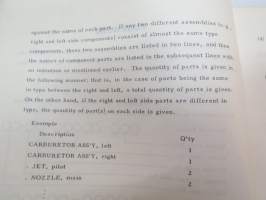 opened the name of each part. If any two different assemblies (e.g.,
right and left side components) consist of almost the same type
components, these two assemblies are listed in two lines, and then
the names of component parts are listed in the subsequent lines with
an notation as mentioned earlier. The quantity of parts is given in
the following manner; that is, in the case of parts being the same
in type between the right and left, a total quantity of parts is given.
On the other hand, if the right and left side parts are different in
type, the quantity of part(s) on each side is given.
Example
Description Q'ty
CARBURETOR ASS'Y, left 1
CARBURETOR ASS'Y, right 1
. JET, pilot 2
. NOZZLE, main 2